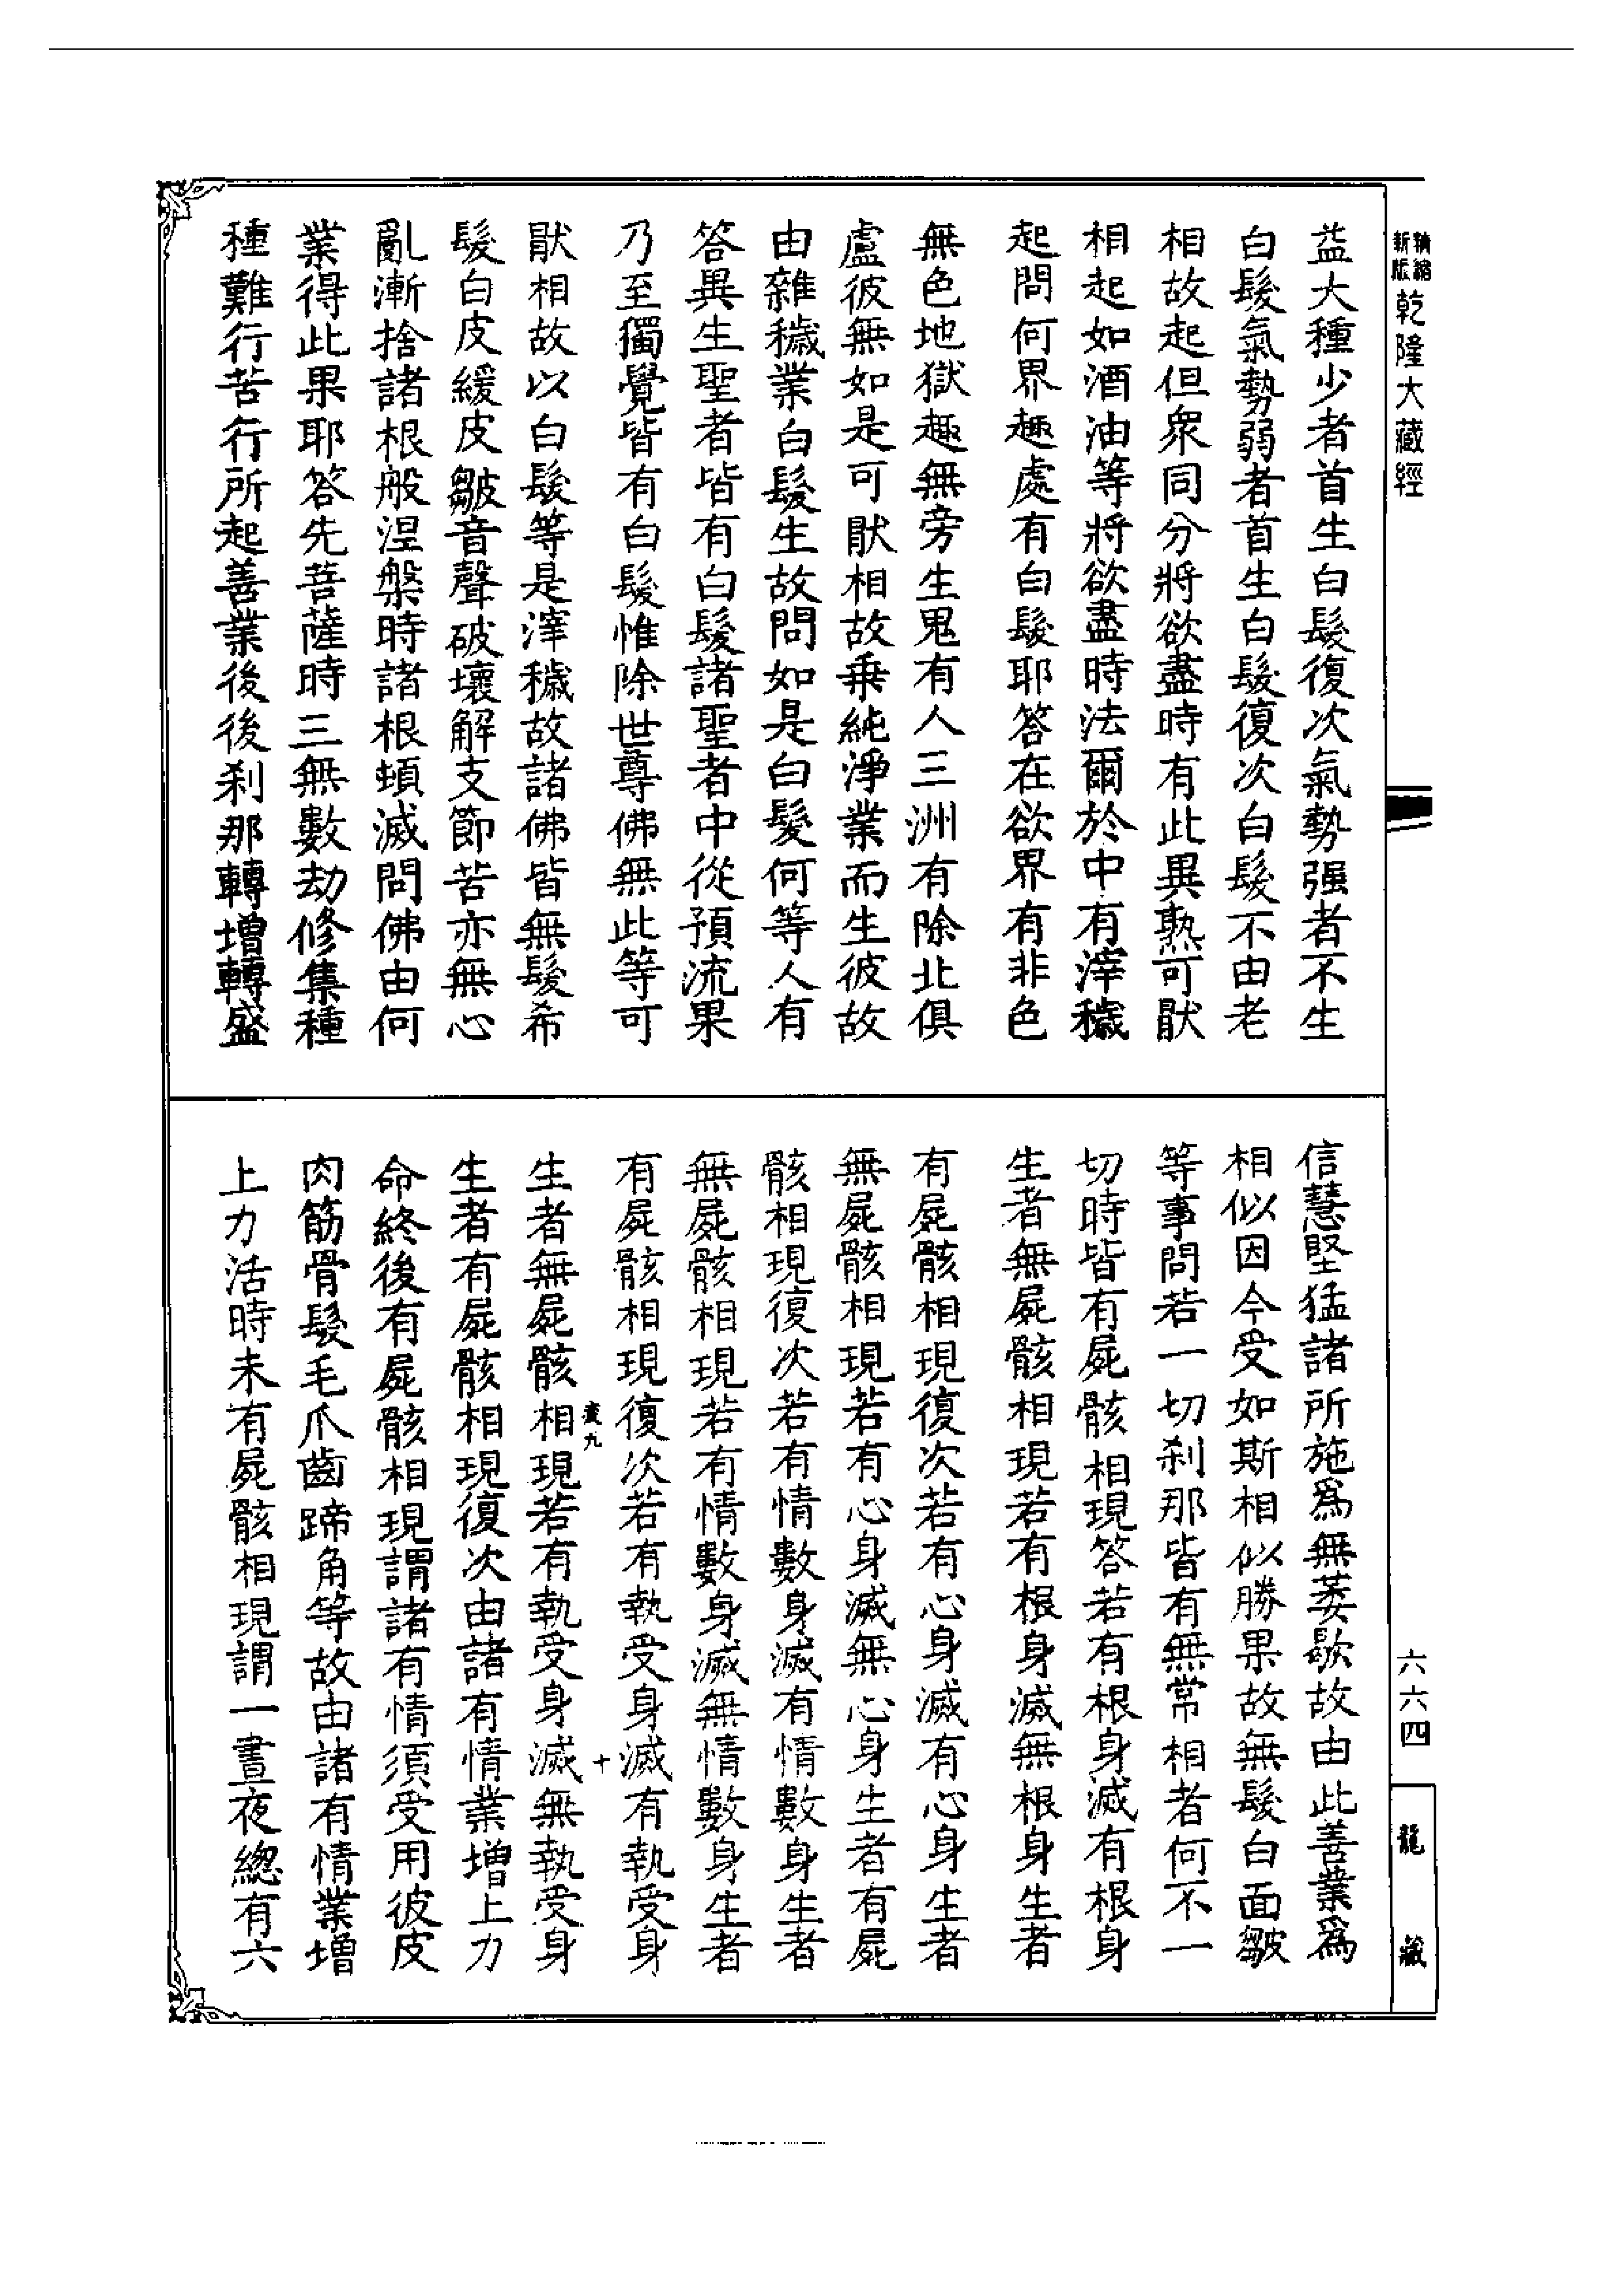 新版精縮乾隆大藏經
益大種少者首生白髮復次氣勢强者不生
白髮氣勢弱者首生白髮復次白髮不由老
相故起但衆同分將欲盡時有此異熟可猒
相起如酒油等將欲盡時法爾於中有滓穢
起問何界趣處有白髮耶答在欲界有非色
無色地獄趣無旁生鬼有人三洲有除北俱
盧彼無如是可猒相故乗純淨業而生彼故
由雜穢業白髮生故問如是白髮何等人有
答異生聖者皆有白髮諸聖者中從預流果
乃至獨覺皆有白髮惟除世尊佛無此等可
猒相故以白髮等是滓穢故諸佛皆無髮希
髮白皮緩皮皺音聲破壞解支節苦亦無心
亂漸捨諸根般涅槃時諸根頓滅問佛由何
業得此果耶答先菩薩時三無數劫修集種
種難行苦行所起善業後後刹那轉增轉盛
信慧堅猛諸所施爲無萎歇故由此善業爲
相似因今受如斯相似勝果故無髮白面皺
等事問若一切刹那皆有無常相者何不一
切時皆有屍骸相現答若有根身滅有根身
生者無屍骸相現若有根身滅無根身生者
有屍骸相現復次若有心身滅有心身生者
無屍骸相現若有心身滅無心身生者有屍
骸相現復次若有情數身滅有情數身生者
無屍骸相現若有情數身滅無情數身生者
有屍骸相現復次若有執受身滅有執受身
九 十
生者無屍骸相現若有執受身滅無執受身
生者有屍骸相現復次由諸有情業增上力
命終後有屍骸相現謂諸有情須受用彼皮
肉筋骨髮毛爪齒蹄角等故由諸有情業增
上力活時未有屍骸相現謂一晝夜總有六
六六四
龍藏